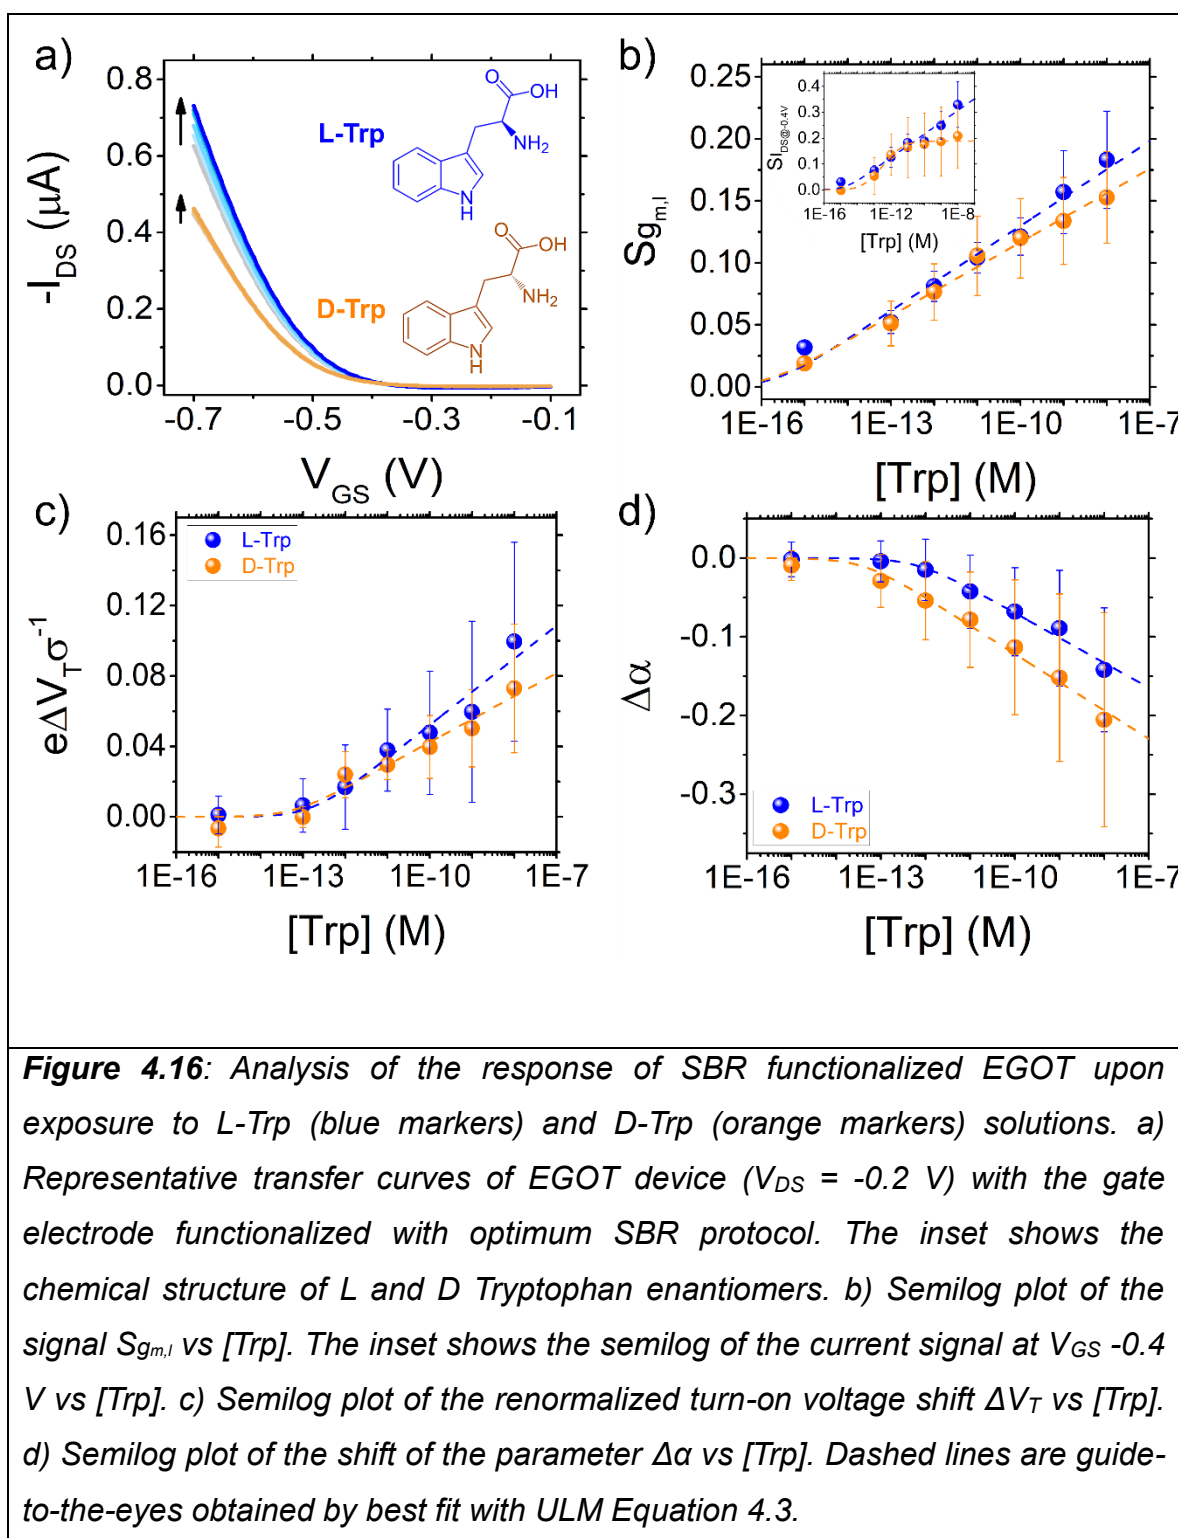 a)
0.8
0.6
0.4
0.2
0.0
-I_DS (μA)
-0.7
-0.5
-0.3
-0.1
V_GS (V)
L-Trp
O
OH
NH2
N
H
D-Trp
O
OH
NH2
N
H
b)
0.25
0.20
0.15
0.10
0.05
0.00
Sg_m,l
1E-16
1E-13
1E-10
1E-7
[Trp] (M)
0.4
0.3
0.2
0.1
0.0
SI_DS@-0.4V
1E-16
1E-12
1E-8
[Trp] (M)
c)
L-Trp
D-Trp
0.16
0.12
0.08
0.04
0.00
eΔV_Tσ^-1
1E-16
1E-13
1E-10
1E-7
[Trp] (M)
d)
0.0
-0.1
-0.2
-0.3
Δα
L-Trp
D-Trp
1E-16
1E-13
1E-10
1E-7
[Trp] (M)
Figure 4.16: Analysis of the response of SBR functionalized EGOT upon
exposure to L-Trp (blue markers) and D-Trp (orange markers) solutions. a)
Representative transfer curves of EGOT device (V_DS = -0.2 V) with the gate
electrode functionalized with optimum SBR protocol. The inset shows the
chemical structure of L and D Tryptophan enantiomers. b) Semilog plot of the
signal Sg_m,l vs [Trp]. The inset shows the semilog of the current signal at V_GS -0.4
V vs [Trp]. c) Semilog plot of the renormalized turn-on voltage shift ΔV_T vs [Trp].
d) Semilog plot of the shift of the parameter Δα vs [Trp]. Dashed lines are guide-
to-the-eyes obtained by best fit with ULM Equation 4.3.